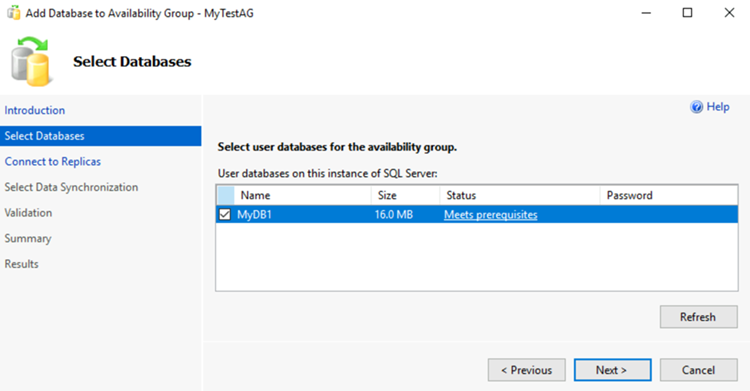 Add Database to Availability Group - MyTestAG
Select Databases
Introduction
Select Databases
Connect to Replicas
Select Data Synchronization
Validation
Summary
Results
Help
Select user databases for the availability group.
User databases on this instance of SQL Server:
Name Size Status Password
MyDB1 16.0 MB Meets prerequisites
Refresh
< Previous Next > Cancel